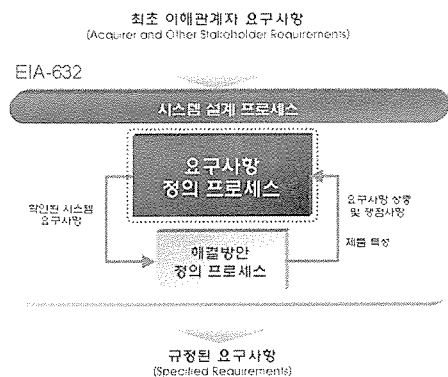 최초 이해관계자 요구사항
(Acquirer and Other Stakeholder Requirements)
EIA-632
시스템 설계 프로세스
요구사항
정의 프로세스
확인된 시스템
요구사항
요구사항 상충
및 쟁점사항
제품 특성
해결방안
정의 프로세스
규정된 요구사항
(Specified Requirements)